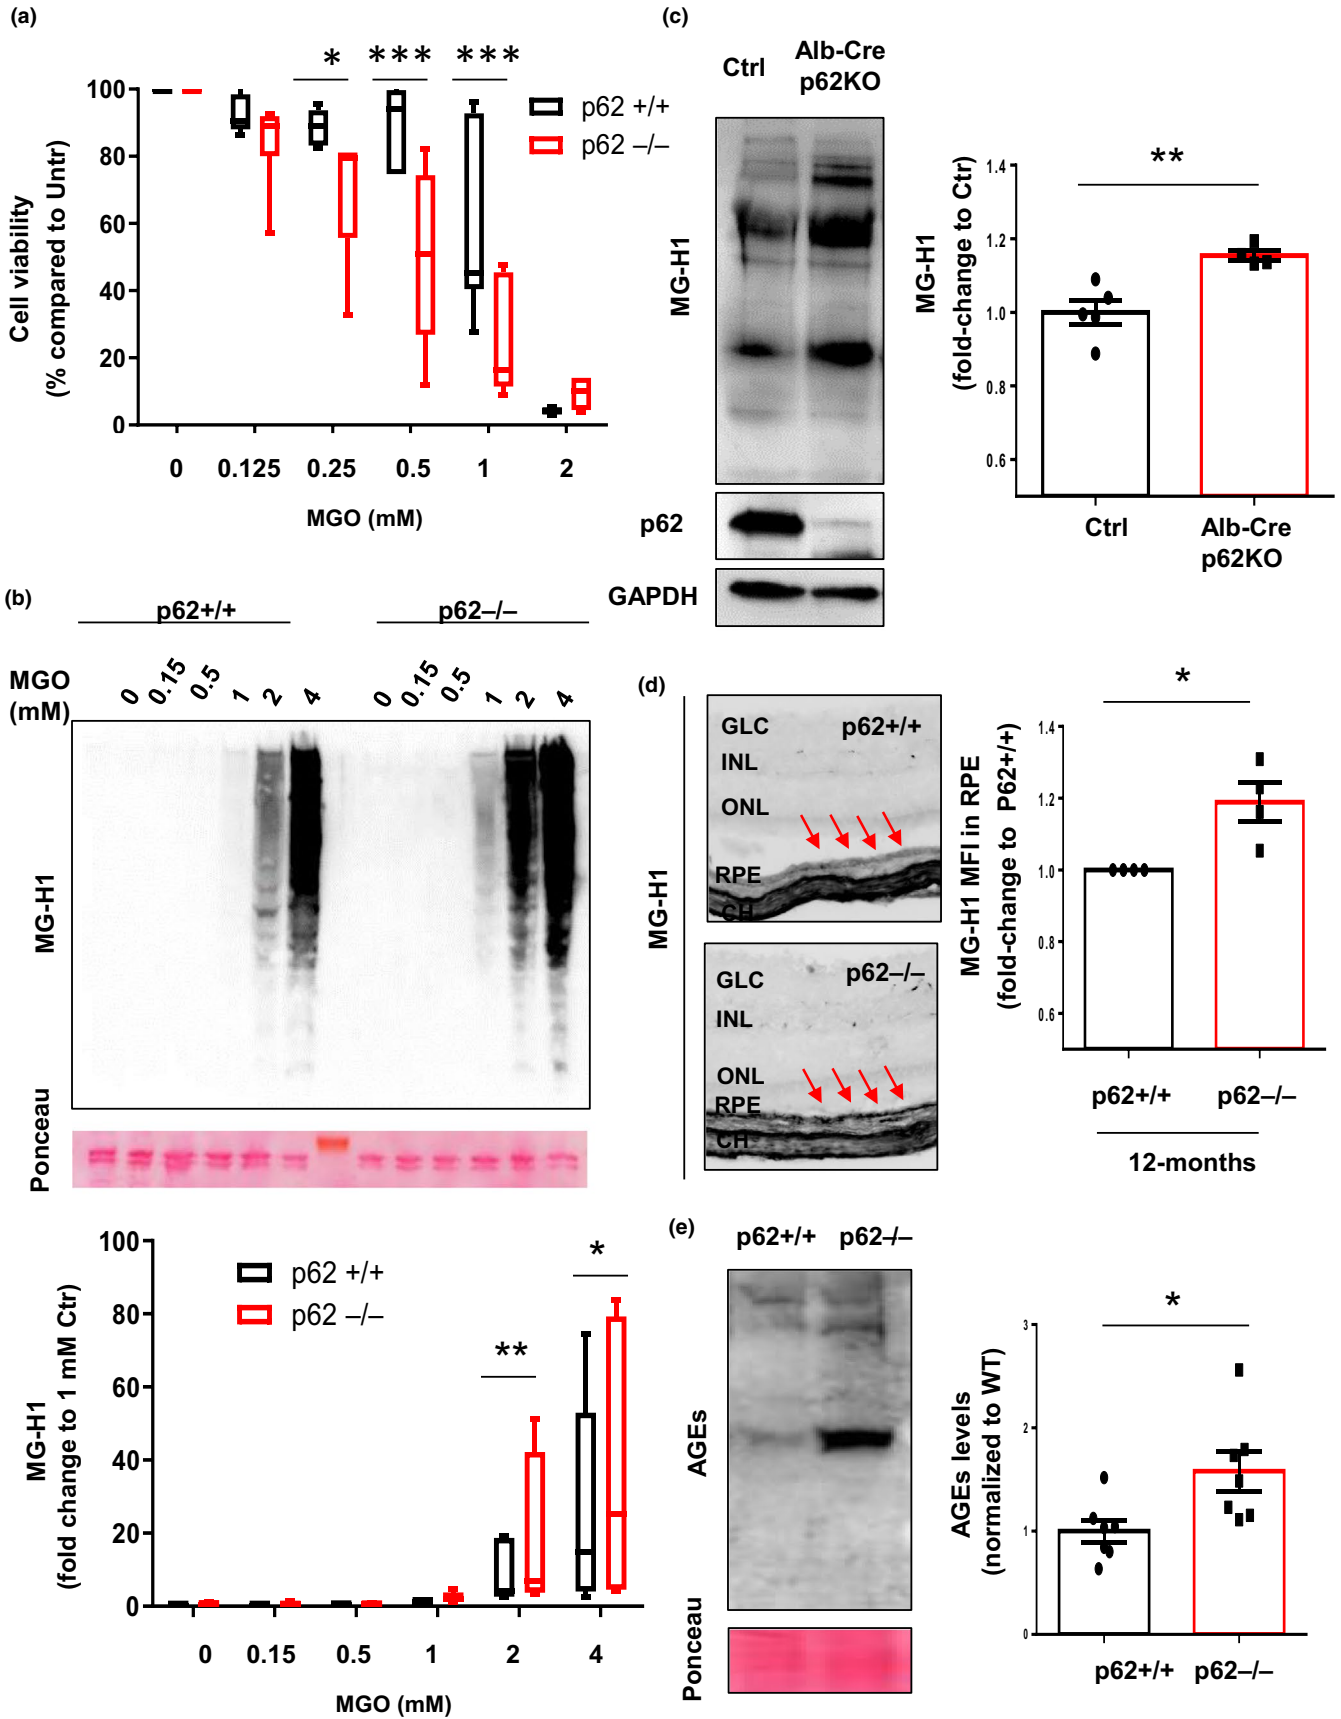 (a)
* *** ***
100
80
60
40
20
0
Cell viability
(% compared to Untr)
p62 +/+
p62 –/–
0 0.125 0.25 0.5 1 2
MGO (mM)
(b)
p62+/+ p62–/–
MGO
(mM)
0 0.15 0.5 1 2 4 0 0.15 0.5 1 2 4
MG-H1
Ponceau
100
80
60
40
20
0
MG-H1
(fold change to 1 mM Ctr)
p62 +/+
p62 –/–
** *
0 0.15 0.5 1 2 4
MGO (mM)
(c)
Ctrl Alb-Cre
p62KO
MG-H1
p62
GAPDH
MG-H1
(fold-change to Ctr)
1.4
1.2
1.0
0.8
0.6
**
Ctrl Alb-Cre
p62KO
(d)
MG-H1
GLC p62+/+
INL
ONL
RPE
CH
GLC p62–/–
INL
ONL
RPE
CH
MG-H1 MFI in RPE
(fold-change to P62+/+)
1.4
1.2
1.0
0.6
*
p62+/+ p62–/–
12-months
(e)
p62+/+ p62–/–
AGEs
Ponceau
AGEs levels
(normalized to WT)
3
2
1
0
*
p62+/+ p62–/–